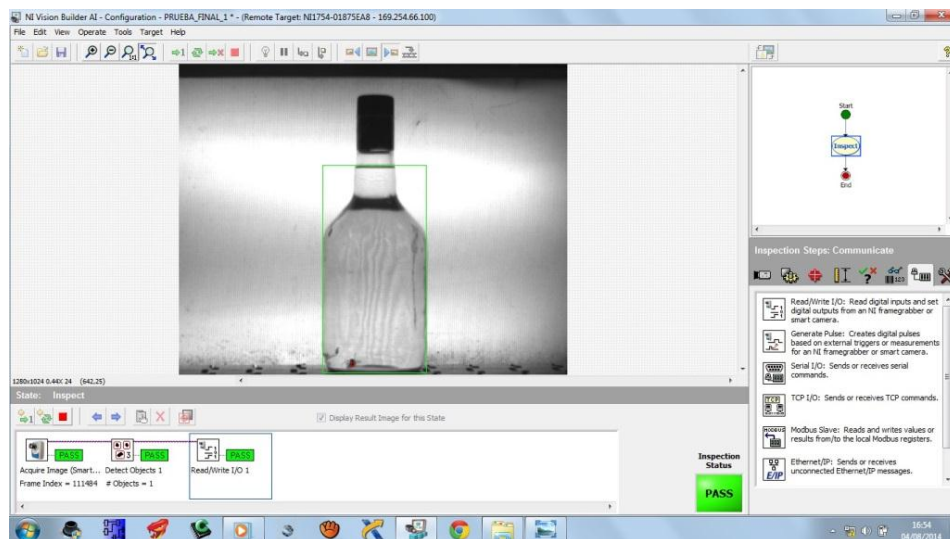 NI Vision Builder AI - Configuration - PRUEBA_FINAL_1 * - (Remote Target: NI1754-01875EA8 - 169.254.66.100)
File Edit View Operate Tools Target Help
Start
Inspect
End
1280x1024 0.44X 24 (642,25)
Inspection Steps: Communicate
Read/Write I/O: Read digital inputs and set
digital outputs from an NI framegrabber or
smart camera.
Generate Pulse: Creates digital pulses
based on external triggers or measurements
for an NI framegrabber or smart camera.
Serial I/O: Sends or receives serial
commands.
TCP I/O: Sends or receives TCP commands.
Modbus Slave: Reads and writes values or
results from/to the local Modbus registers.
Ethernet/IP: Sends or receives
unconnected Ethernet/IP messages.
State: Inspect
Display Result Image for this State
PASS
PASS
PASS
Acquire Image (Smart... Detect Objects 1 Read/Write I/O 1
Frame Index = 111484 # Objects = 1
Inspection
Status
PASS
16:54
04/08/2014